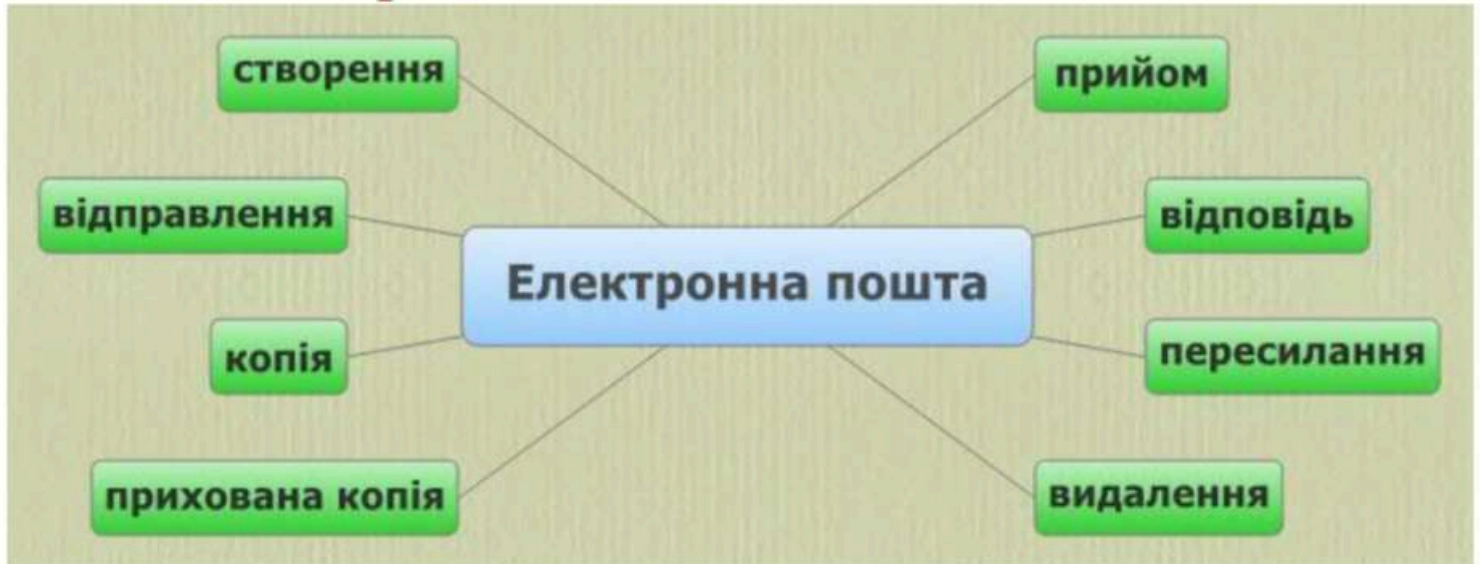 створення
прийом
відправлення
відповідь
Електронна пошта
копія
пересилання
прихована копія
видалення